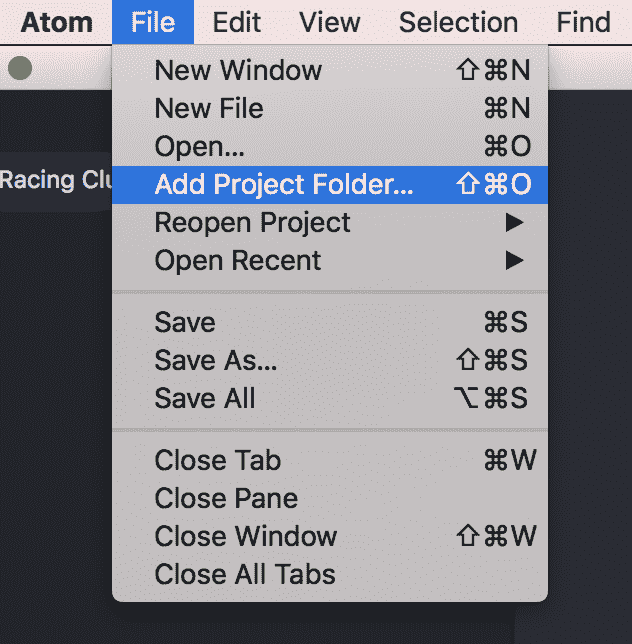 Atom File Edit View Selection Find
New Window ⇧⌘N
New File ⌘N
Open... ⌘O
Racing Clu
Add Project Folder... ⇧⌘O
Reopen Project ▶
Open Recent ▶
Save ⌘S
Save As... ⇧⌘S
Save All ⌥⌘S
Close Tab ⌘W
Close Pane
Close Window ⇧⌘W
Close All Tabs